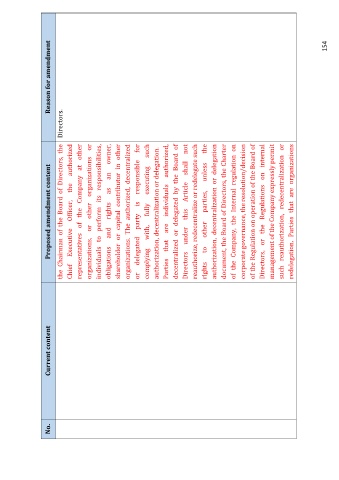 No.
Current content
Proposed amendment content
Reason for amendment
the Chairman of the Board of Directors, the
Chief Executive Officer, the authorized
representatives of the Company at other
organizations, or other organizations or
individuals to perform its responsibilities,
obligations and rights as an owner,
shareholder or capital contributor in other
organizations. The authorized, decentralized
or delegated party is responsible for
complying with, fully executing such
authorization, decentralization or delegation.
Parties that are individuals authorized,
decentralized or delegated by the Board of
Directors under this Article shall not
reauthorize, redecentralize or redelegate such
rights to other parties, unless the
authorization, decentralization or delegation
document, the Board of Directors, the Charter
of the Company, the Internal regulation on
corporate governance, the resolution/decision
of the Regulation on operation of the Board of
Directors, or the Regulations on internal
management of the Company expressly permit
such reauthorization, redecentralization or
redelegation. Parties that are organizations
Directors
154